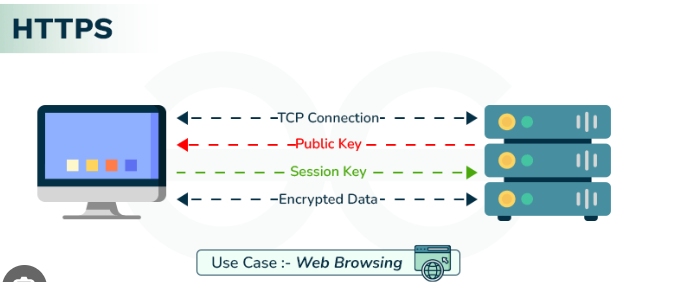 HTTPS
TCP Connection
Public Key
Session Key
Encrypted Data
Use Case :- Web Browsing